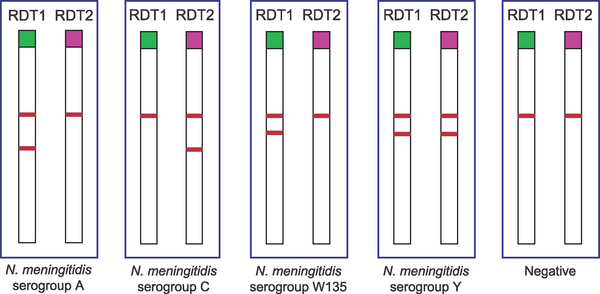 RDT1 RDT2
RDT1 RDT2
RDT1 RDT2
RDT1 RDT2
RDT1 RDT2
N. meningitidis
serogroup A
N. meningitidis
serogroup C
N. meningitidis
serogroup W135
N. meningitidis
serogroup Y
Negative